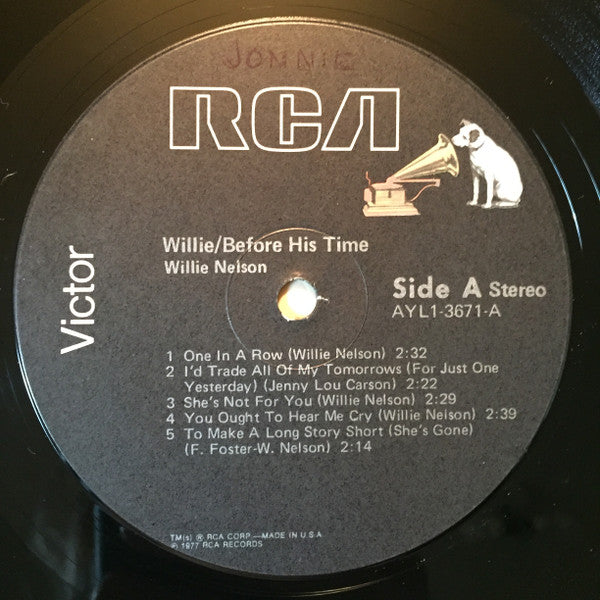 JONNIE
RCA
Victor
Willie/Before His Time
Willie Nelson
Side A Stereo
AYL1-3671-A
1 One In A Row (Willie Nelson) 2:32
2 I'd Trade All Of My Tomorrows (For Just One
Yesterday) (Jenny Lou Carson) 2:22
3 She's Not For You (Willie Nelson) 2:29
4 You Ought To Hear Me Cry (Willie Nelson) 2:39
5 To Make A Long Story Short (She's Gone)
(F. Foster-W. Nelson) 2:14
TM(s) ® RCA CORP.—MADE IN U.S.A
℗ 1977 RCA RECORDS